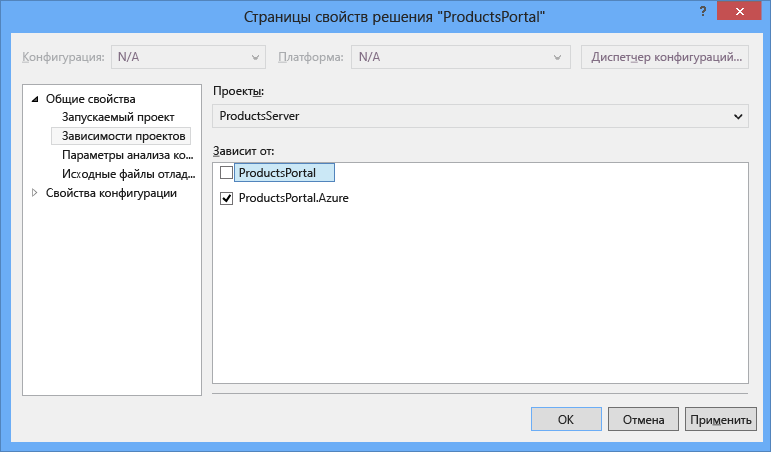 Страницы свойств решения "ProductsPortal"
?
Конфигурация: N/A Платформа: N/A Диспетчер конфигураций...
Общие свойства
Запускаемый проект
Зависимости проектов
Параметры анализа ко...
Исходные файлы отлад...
Свойства конфигурации
Проекты:
ProductsServer
Зависит от:
ProductsPortal
ProductsPortal.Azure
ОК Отмена Применить